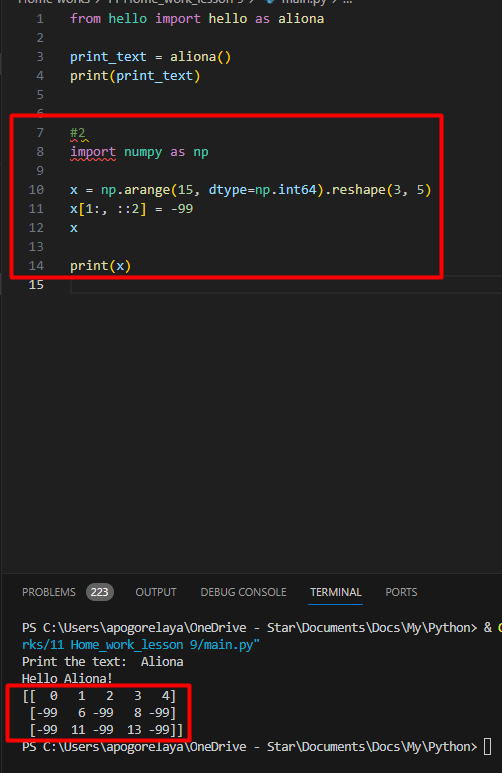 main.py
1 from hello import hello as aliona
2
3 print_text = aliona()
4 print(print_text)
5
6
7 #2
8 import numpy as np
9
10 x = np.arange(15, dtype=np.int64).reshape(3, 5)
11 x[1:, ::2] = -99
12 x
13
14 print(x)
15
PROBLEMS 223 OUTPUT DEBUG CONSOLE TERMINAL PORTS
PS C:\Users\apogorelaya\OneDrive - Star\Documents\Docs\My\Python> &
rks/11 Home_work_lesson 9/main.py"
Print the text: Aliona
Hello Aliona!
[[ 0 1 2 3 4]
[-99 6 -99 8 -99]
[-99 11 -99 13 -99]]
PS C:\Users\apogorelaya\OneDrive - Star\Documents\Docs\My\Python>